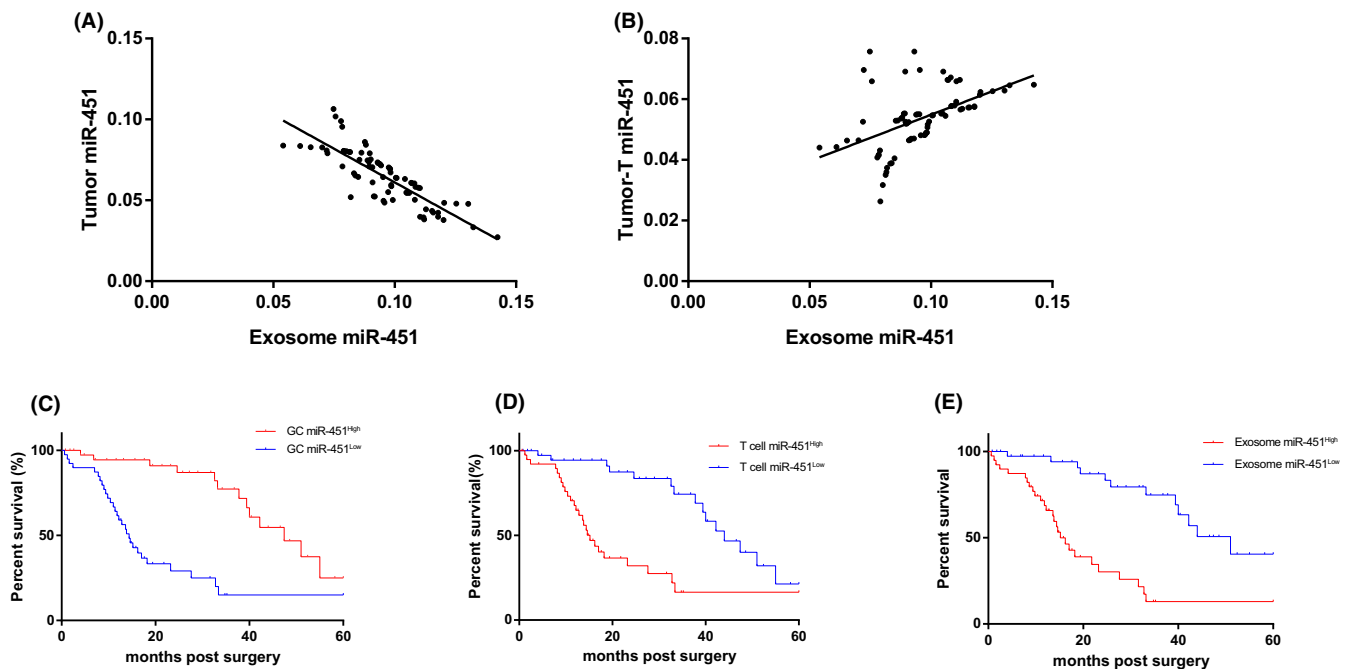 (A)
0.15
0.10
0.05
0.00
Tumor miR-451
0.00 0.05 0.10 0.15
Exosome miR-451
(B)
0.08
0.06
0.04
0.02
0.00
Tumor-T miR-451
0.00 0.05 0.10 0.15
Exosome miR-451
(C)
GC miR-451High
GC miR-451Low
100
50
0
Percent survival (%)
0 20 40 60
months post surgery
(D)
T cell miR-451High
T cell miR-451Low
100
50
0
Percent survival(%)
0 20 40 60
months post surgery
(E)
Exosome miR-451High
Exosome miR-451Low
100
50
0
Percent survival
0 20 40 60
months post surgery